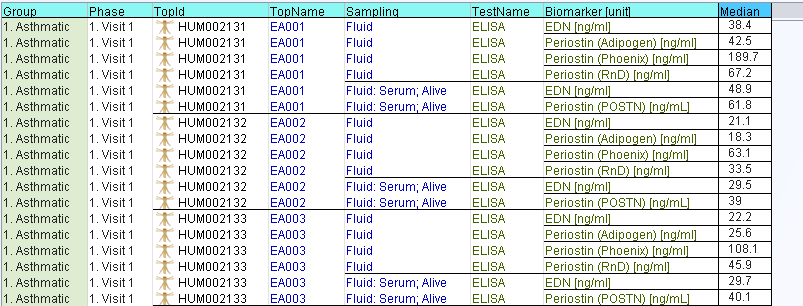 Group Phase TopId TopName Sampling TestName Biomarker [unit] Median
1. Asthmatic 1. Visit 1 HUM002131 EA001 Fluid ELISA EDN [ng/ml] 38.4
1. Asthmatic 1. Visit 1 HUM002131 EA001 Fluid ELISA Periostin (Adipogen) [ng/ml] 42.5
1. Asthmatic 1. Visit 1 HUM002131 EA001 Fluid ELISA Periostin (Phoenix) [ng/ml] 189.7
1. Asthmatic 1. Visit 1 HUM002131 EA001 Fluid ELISA Periostin (RnD) [ng/ml] 67.2
1. Asthmatic 1. Visit 1 HUM002131 EA001 Fluid: Serum; Alive ELISA EDN [ng/ml] 48.9
1. Asthmatic 1. Visit 1 HUM002131 EA001 Fluid: Serum; Alive ELISA Periostin (POSTN) [ng/mL] 61.8
1. Asthmatic 1. Visit 1 HUM002132 EA002 Fluid ELISA EDN [ng/ml] 21.1
1. Asthmatic 1. Visit 1 HUM002132 EA002 Fluid ELISA Periostin (Adipogen) [ng/ml] 18.3
1. Asthmatic 1. Visit 1 HUM002132 EA002 Fluid ELISA Periostin (Phoenix) [ng/ml] 63.1
1. Asthmatic 1. Visit 1 HUM002132 EA002 Fluid ELISA Periostin (RnD) [ng/ml] 33.5
1. Asthmatic 1. Visit 1 HUM002132 EA002 Fluid: Serum; Alive ELISA EDN [ng/ml] 29.5
1. Asthmatic 1. Visit 1 HUM002132 EA002 Fluid: Serum; Alive ELISA Periostin (POSTN) [ng/mL] 39
1. Asthmatic 1. Visit 1 HUM002133 EA003 Fluid ELISA EDN [ng/ml] 22.2
1. Asthmatic 1. Visit 1 HUM002133 EA003 Fluid ELISA Periostin (Adipogen) [ng/ml] 25.6
1. Asthmatic 1. Visit 1 HUM002133 EA003 Fluid ELISA Periostin (Phoenix) [ng/ml] 108.1
1. Asthmatic 1. Visit 1 HUM002133 EA003 Fluid ELISA Periostin (RnD) [ng/ml] 45.9
1. Asthmatic 1. Visit 1 HUM002133 EA003 Fluid: Serum; Alive ELISA EDN [ng/ml] 29.7
1. Asthmatic 1. Visit 1 HUM002133 EA003 Fluid: Serum; Alive ELISA Periostin (POSTN) [ng/mL] 40.1